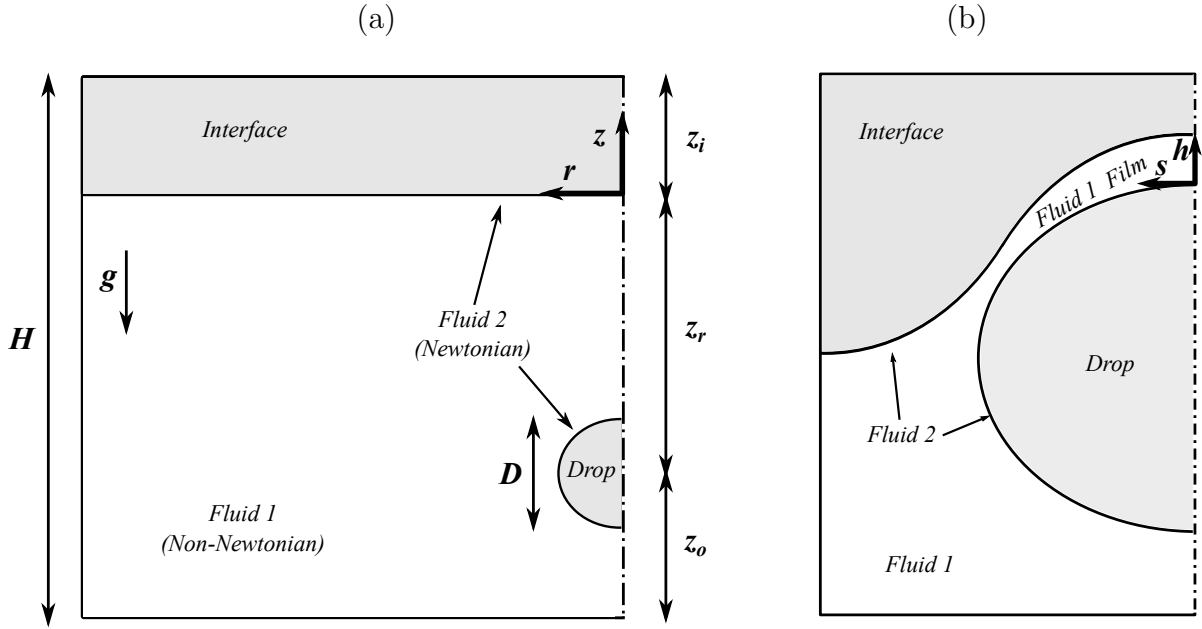 (a)
Interface
z
r
z_i
g
H
Fluid 2
(Newtonian)
z_r
D
Drop
Fluid 1
(Non-Newtonian)
z_o
(b)
Interface
h
s
Fluid 1 Film
Drop
Fluid 2
Fluid 1